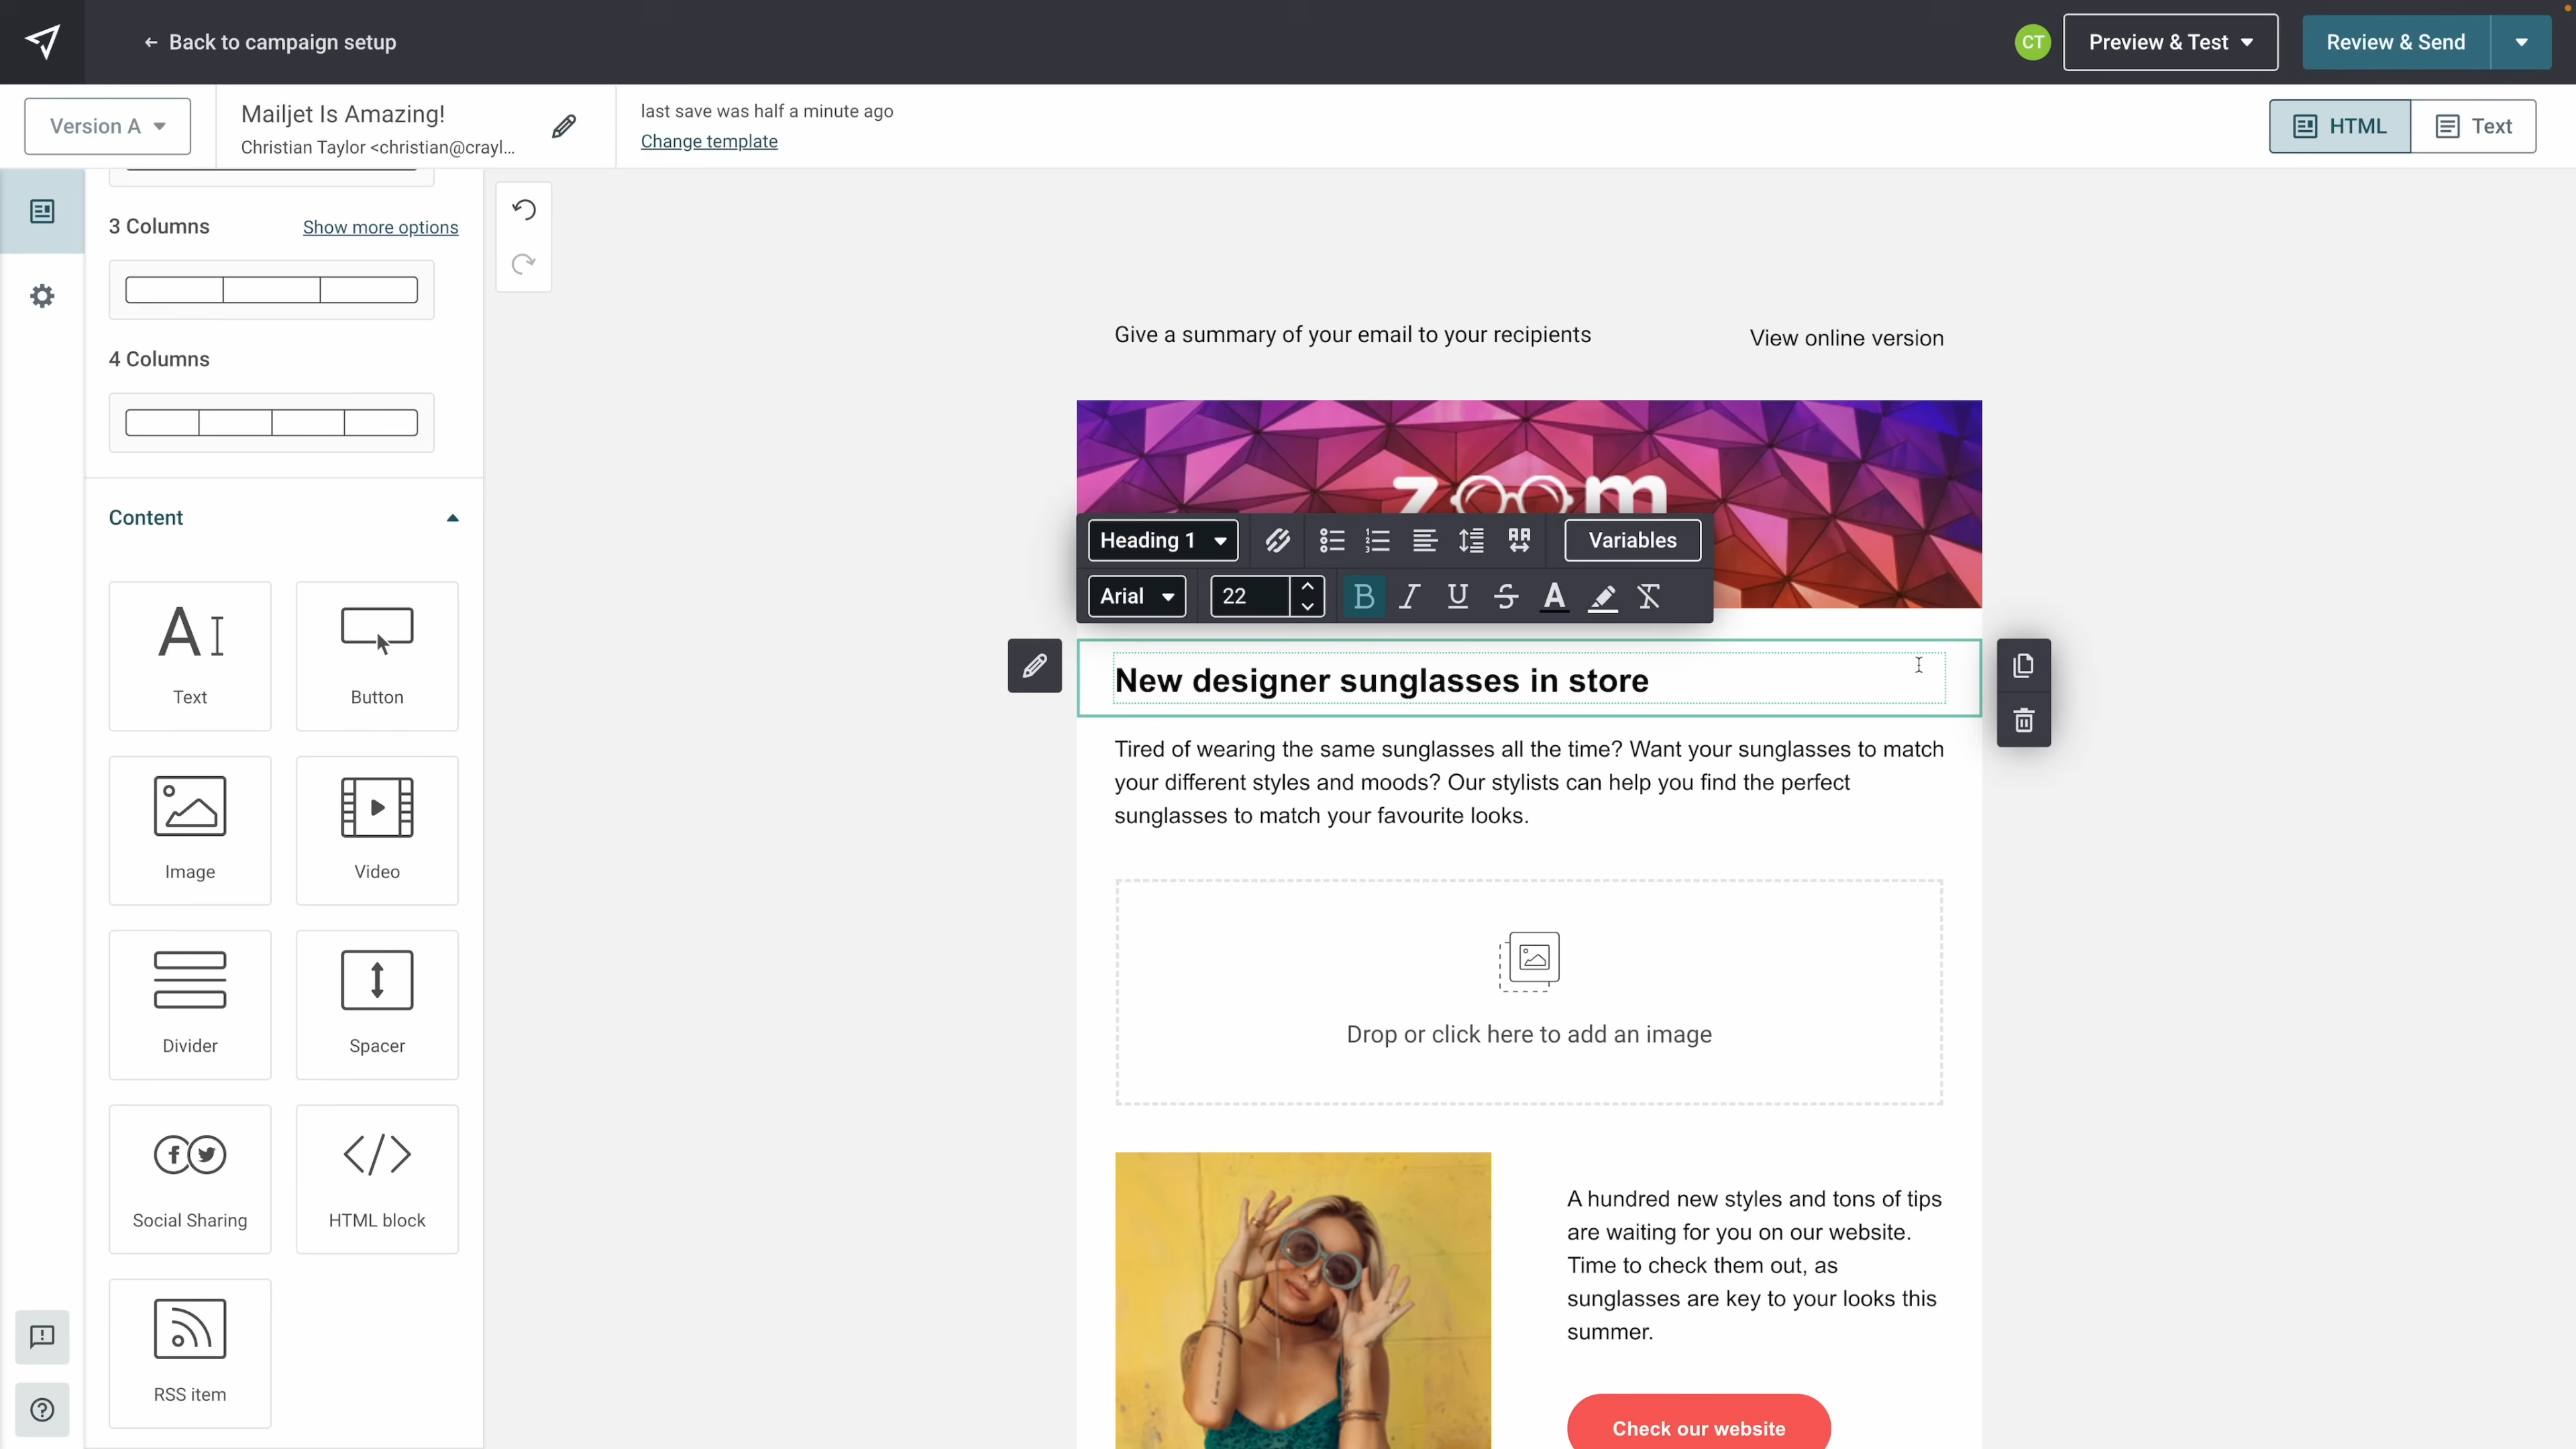 ← Back to campaign setup
CT
Preview & Test
Review & Send
Version A
Mailjet Is Amazing!
Christian Taylor <christian@crayl...
last save was half a minute ago
Change template
HTML
Text
3 Columns
Show more options
4 Columns
Content
Text
Button
Image
Video
Divider
Spacer
Social Sharing
HTML block
RSS item
Give a summary of your email to your recipients
View online version
zoom
Heading 1
Variables
Arial
22
B I U S A
New designer sunglasses in store
Tired of wearing the same sunglasses all the time? Want your sunglasses to match
your different styles and moods? Our stylists can help you find the perfect
sunglasses to match your favourite looks.
Drop or click here to add an image
A hundred new styles and tons of tips
are waiting for you on our website.
Time to check them out, as
sunglasses are key to your looks this
summer.
Check our website